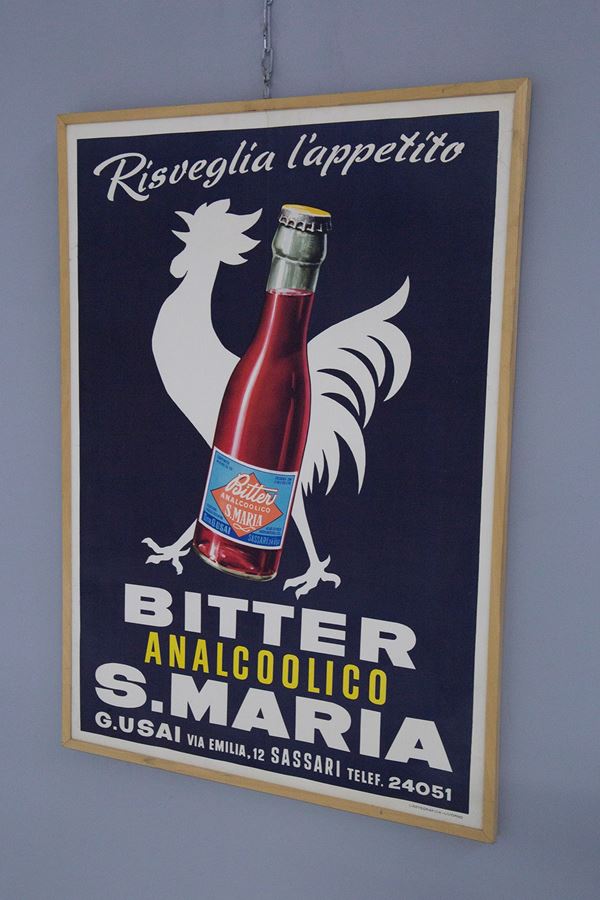 Risveglia l'appetito
Bitter
ANALCOOLICO
S.MARIA
G.USAI
SASSARI
BITTER
ANALCOOLICO
S.MARIA
G.USAI VIA EMILIA, 12 SASSARI TELEF. 24051